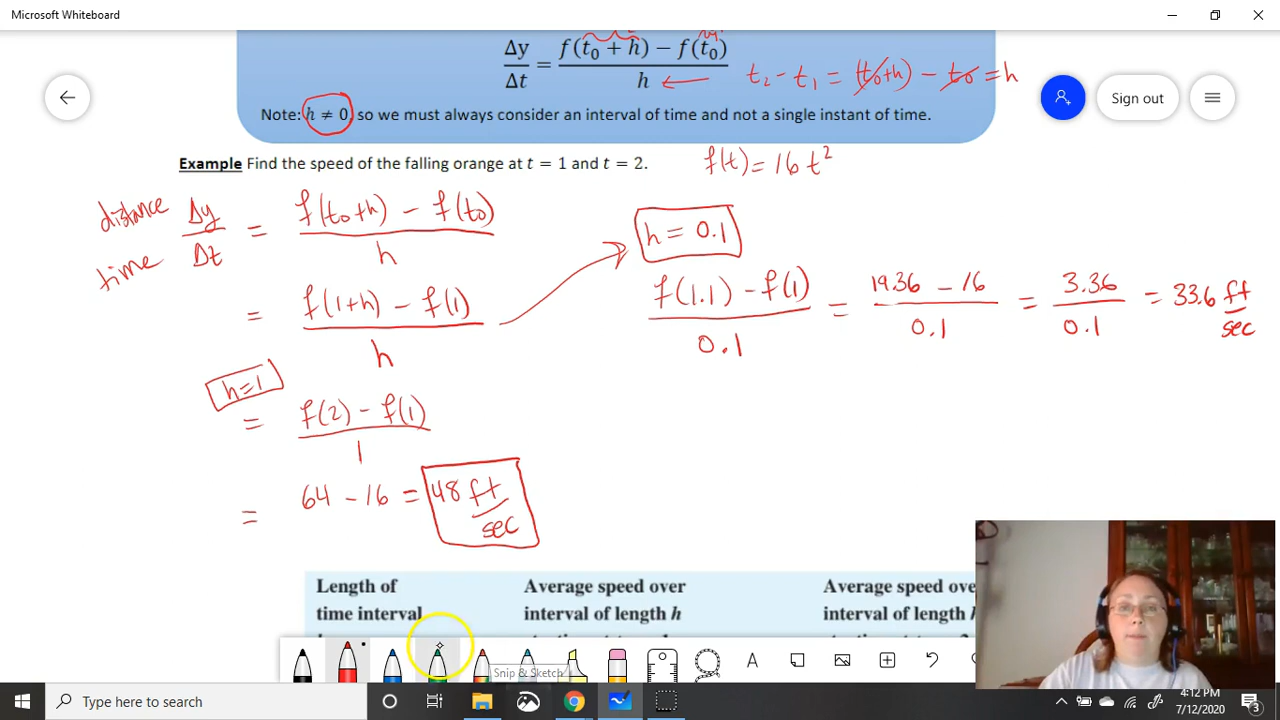 Microsoft Whiteboard
Δy/Δt = (f(t₀ + h) − f(t₀))/h
t₂ - t₁ = (t₀+h) - t₀ = h
Sign out
Note: h ≠ 0, so we must always consider an interval of time and not a single instant of time.
Example Find the speed of the falling orange at t = 1 and t = 2.
f(t) = 16 t²
distance Δy / time Δt = (f(t₀+h) - f(t₀))/h
= (f(1+h) - f(1))/h
h = 0.1
(f(1.1) - f(1))/0.1 = (19.36 - 16)/0.1 = 3.36/0.1 = 33.6 ft/sec
h=1
= (f(2) - f(1))/1
= 64 - 16 = 48 ft/sec
Length of
time interval
Average speed over
interval of length h
Average speed ove
interval of length
Snip & Sketch
Type here to search
4:12 PM
7/12/2020
3